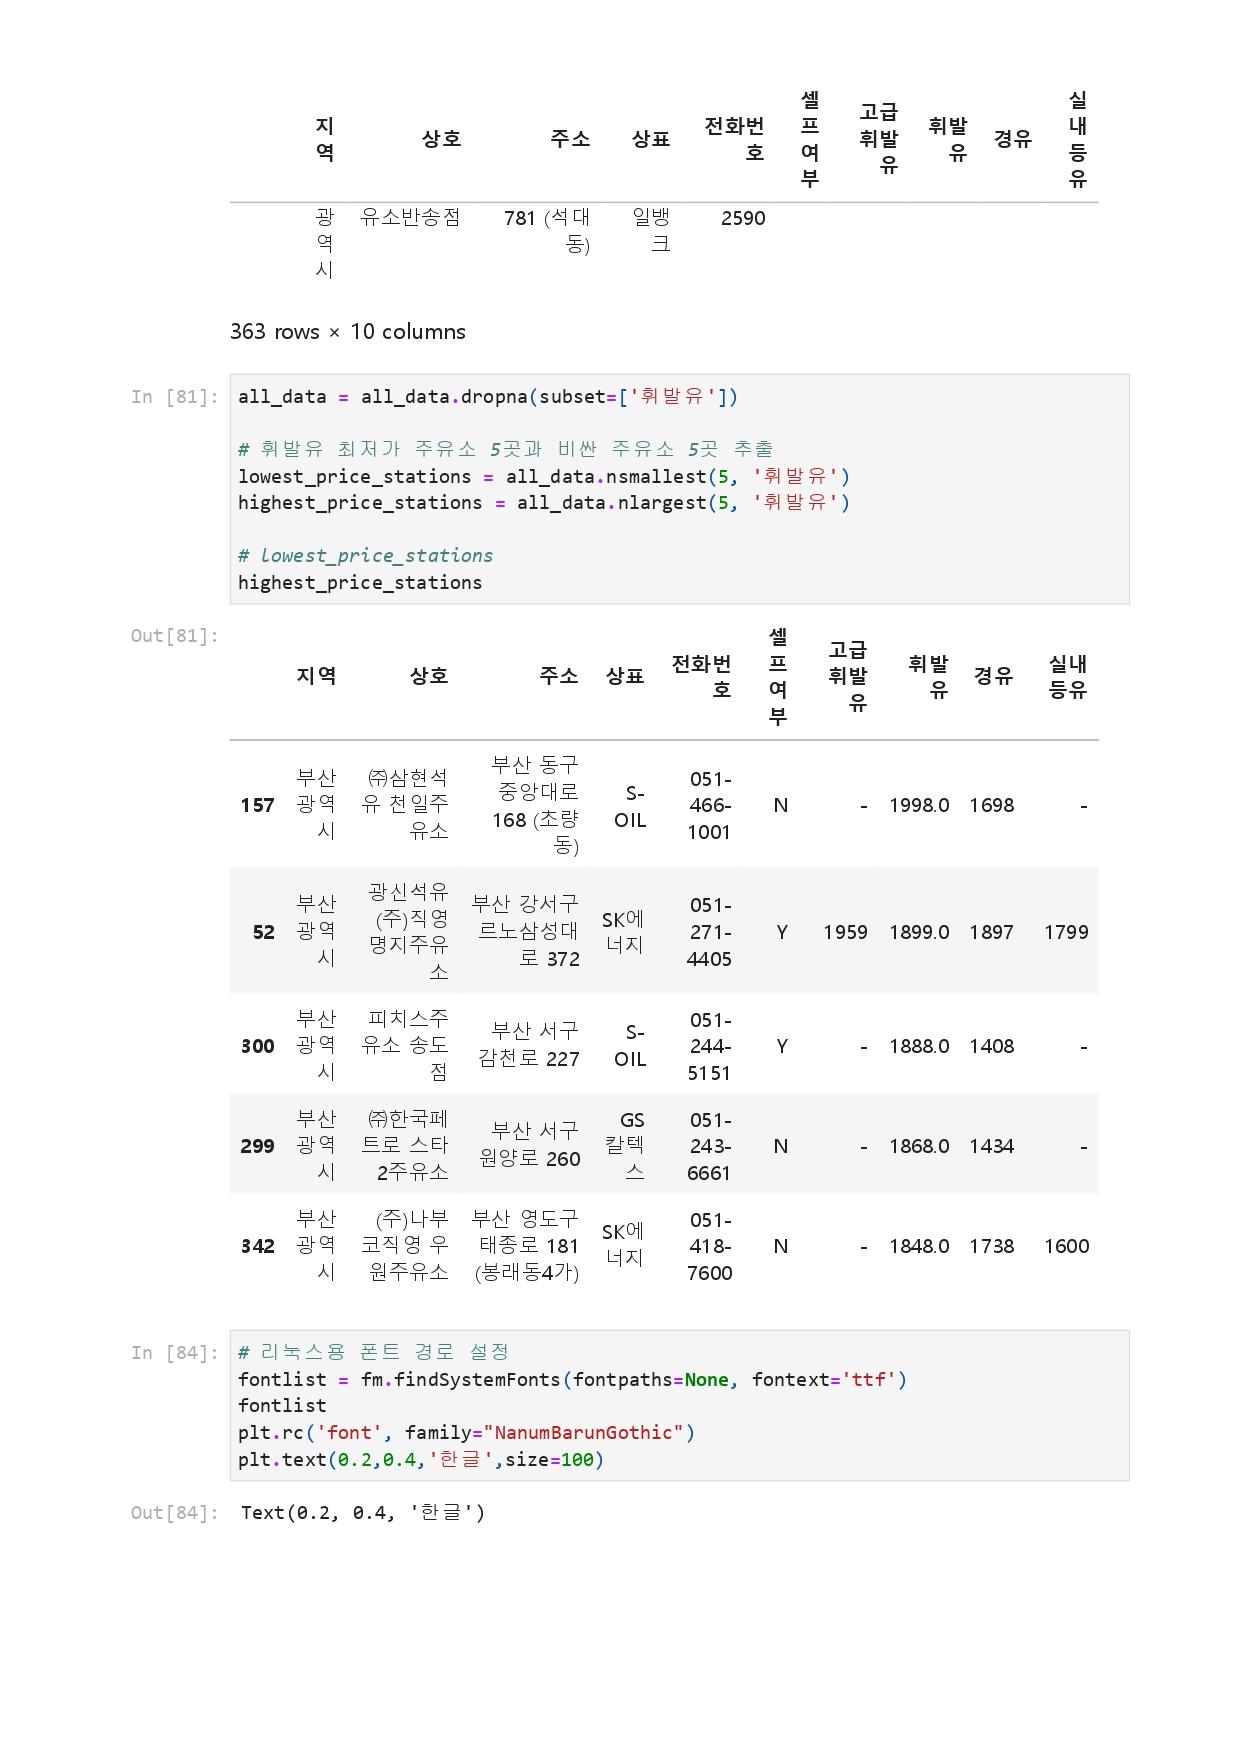 지역 상호 주소 상표 전화번호 셀프여부 고급휘발유 휘발유 경유 실내등유
광역시 유소반송점 781 (석대동) 일뱅크 2590
363 rows × 10 columns
In [81]: all_data = all_data.dropna(subset=['휘발유'])
# 휘발유 최저가 주유소 5곳과 비싼 주유소 5곳 추출
lowest_price_stations = all_data.nsmallest(5, '휘발유')
highest_price_stations = all_data.nlargest(5, '휘발유')
# lowest_price_stations
highest_price_stations
Out[81]:
지역 상호 주소 상표 전화번호 셀프여부 고급휘발유 휘발유 경유 실내등유
157 부산광역시 ㈜삼현석유 천일주유소 부산 동구 중앙대로 168 (초량동) S-OIL 051-466-1001 N - 1998.0 1698 -
52 부산광역시 광신석유(주)직영 명지주유소 부산 강서구 르노삼성대로 372 SK에너지 051-271-4405 Y 1959 1899.0 1897 1799
300 부산광역시 피치스주유소 송도점 부산 서구 감천로 227 S-OIL 051-244-5151 Y - 1888.0 1408 -
299 부산광역시 ㈜한국페트로 스타2주유소 부산 서구 원양로 260 GS칼텍스 051-243-6661 N - 1868.0 1434 -
342 부산광역시 (주)나부코직영 우원주유소 부산 영도구 태종로 181 (봉래동4가) SK에너지 051-418-7600 N - 1848.0 1738 1600
In [84]: # 리눅스용 폰트 경로 설정
fontlist = fm.findSystemFonts(fontpaths=None, fontext='ttf')
fontlist
plt.rc('font', family="NanumBarunGothic")
plt.text(0.2,0.4,'한글',size=100)
Out[84]: Text(0.2, 0.4, '한글')